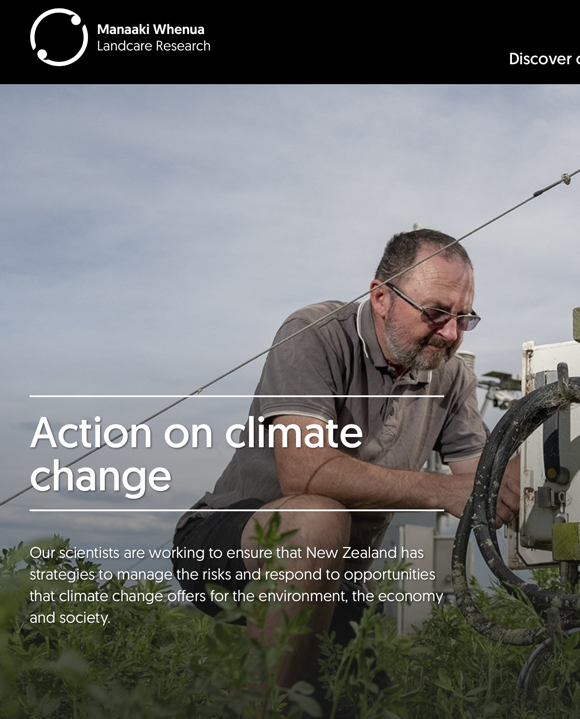 Manaaki Whenua
Landcare Research
Discover
Action on climate
change
Our scientists are working to ensure that New Zealand has
strategies to manage the risks and respond to opportunities
that climate change offers for the environment, the economy
and society.